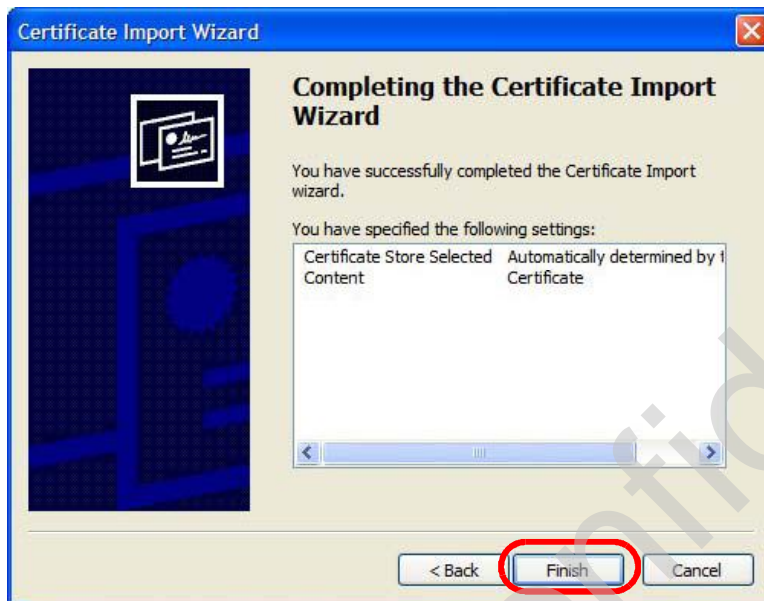 Certificate Import Wizard
Completing the Certificate Import
Wizard
You have successfully completed the Certificate Import
wizard.
You have specified the following settings:
Certificate Store Selected Automatically determined by t
Content Certificate
< Back Finish Cancel